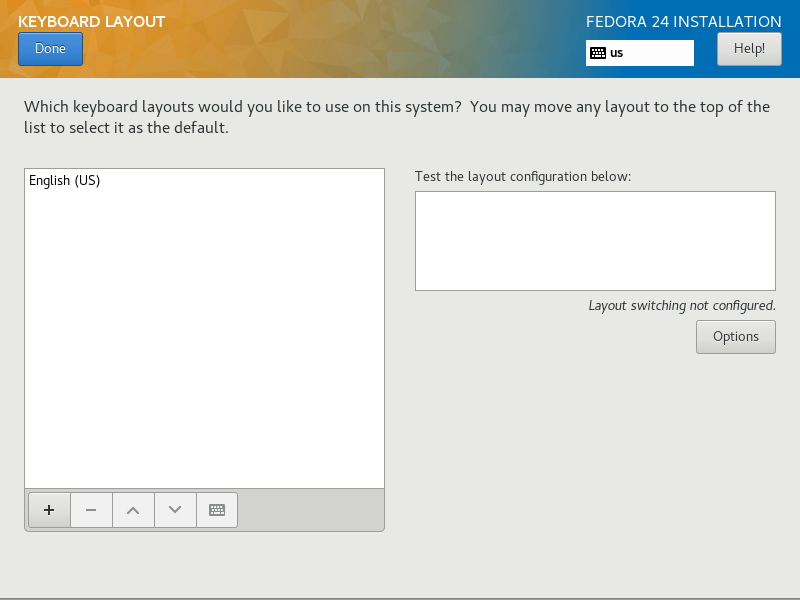 KEYBOARD LAYOUT
FEDORA 24 INSTALLATION
Done
us
Help!
Which keyboard layouts would you like to use on this system?  You may move any layout to the top of the
list to select it as the default.
English (US)
Test the layout configuration below:
Layout switching not configured.
Options